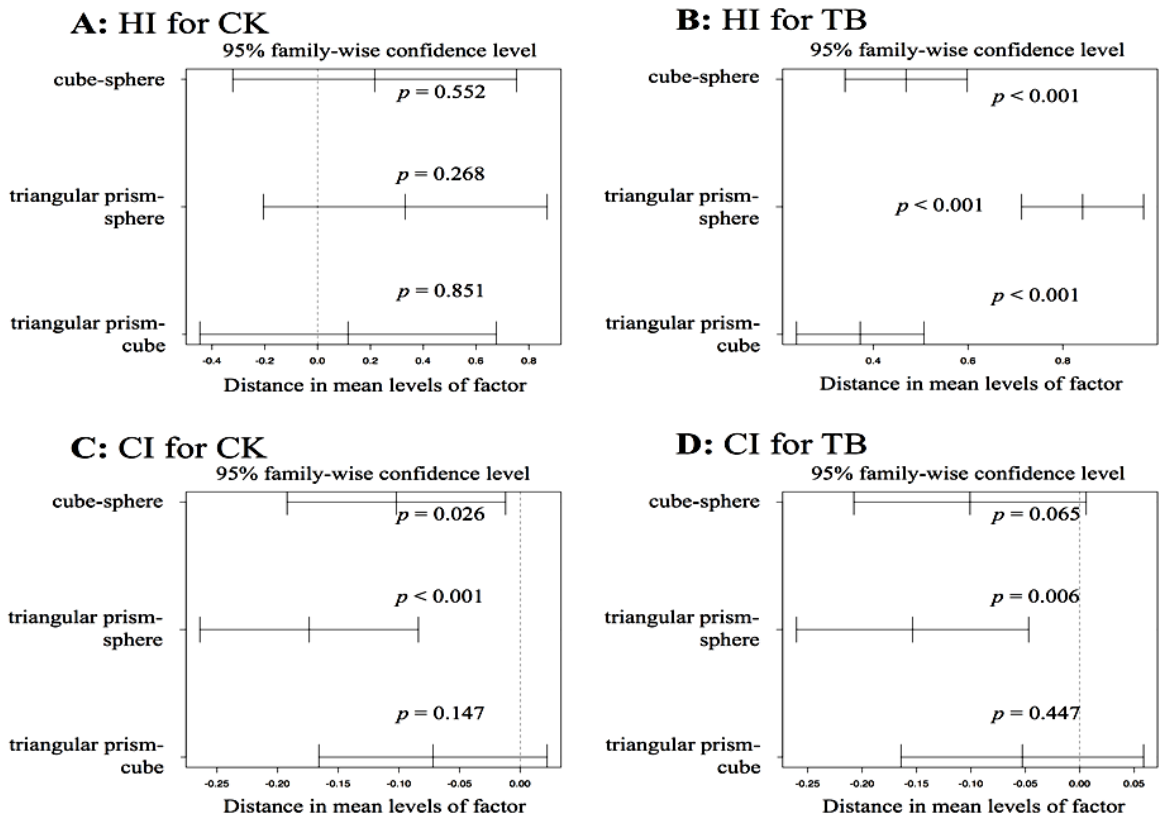 A: HI for CK
95% family-wise confidence level
cube-sphere
p = 0.552
p = 0.268
triangular prism-
sphere
p = 0.851
triangular prism-
cube
-0.4 -0.2 0.0 0.2 0.4 0.6 0.8
Distance in mean levels of factor
B: HI for TB
95% family-wise confidence level
cube-sphere
p < 0.001
triangular prism-
sphere
p < 0.001
p < 0.001
triangular prism-
cube
0.4 0.6 0.8
Distance in mean levels of factor
C: CI for CK
95% family-wise confidence level
cube-sphere
p = 0.026
p < 0.001
triangular prism-
sphere
p = 0.147
triangular prism-
cube
-0.25 -0.20 -0.15 -0.10 -0.05 0.00
Distance in mean levels of factor
D: CI for TB
95% family-wise confidence level
cube-sphere
p = 0.065
p = 0.006
triangular prism-
sphere
p = 0.447
triangular prism-
cube
-0.25 -0.20 -0.15 -0.10 -0.05 0.00 0.05
Distance in mean levels of factor